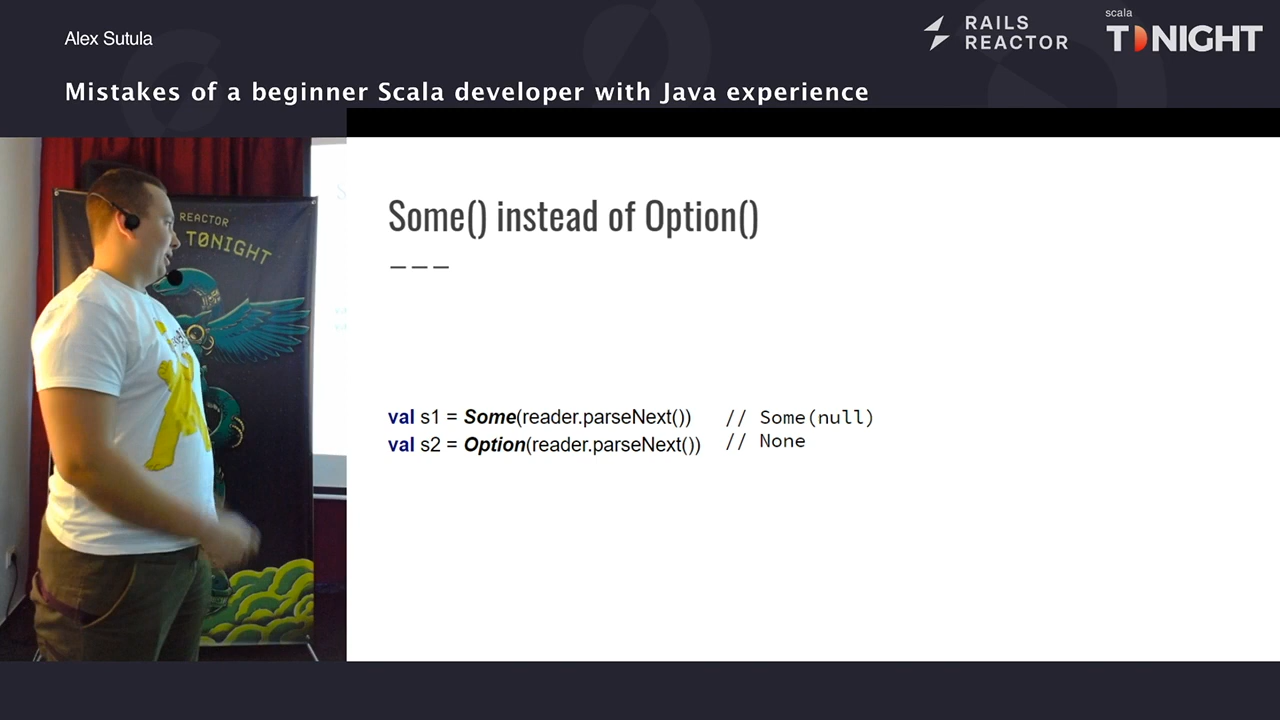 Alex Sutula
RAILS
REACTOR
scala
TONIGHT
Mistakes of a beginner Scala developer with Java experience
REACTOR
TONIGHT
Some() instead of Option()
———
val s1 = Some(reader.parseNext()) // Some(null)
val s2 = Option(reader.parseNext()) // None